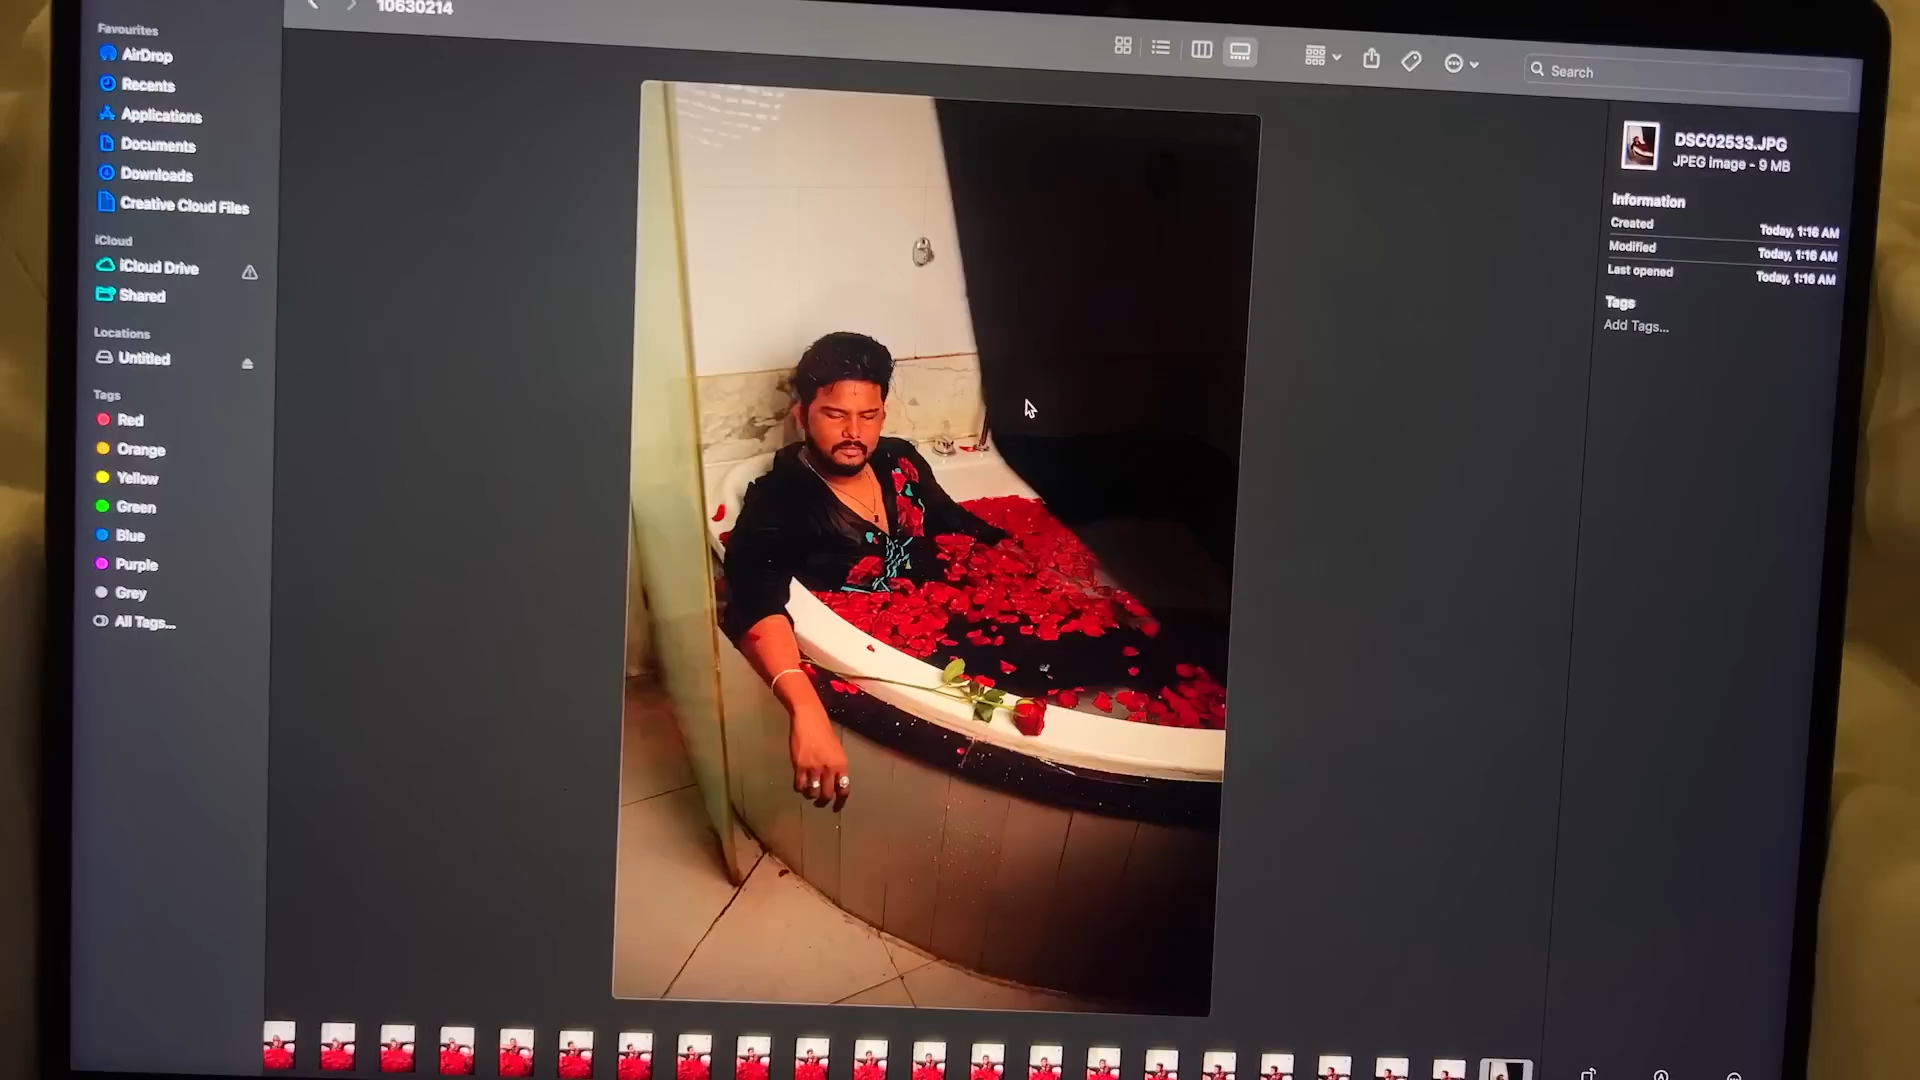 10630214
Search
Favourites
AirDrop
Recents
Applications
Documents
Downloads
Creative Cloud Files
iCloud
iCloud Drive
Shared
Locations
Untitled
Tags
Red
Orange
Yellow
Green
Blue
Purple
Grey
All Tags...
DSC02533.JPG
JPEG image - 9 MB
Information
Created Today, 1:16 AM
Modified Today, 1:16 AM
Last opened Today, 1:16 AM
Tags
Add Tags...